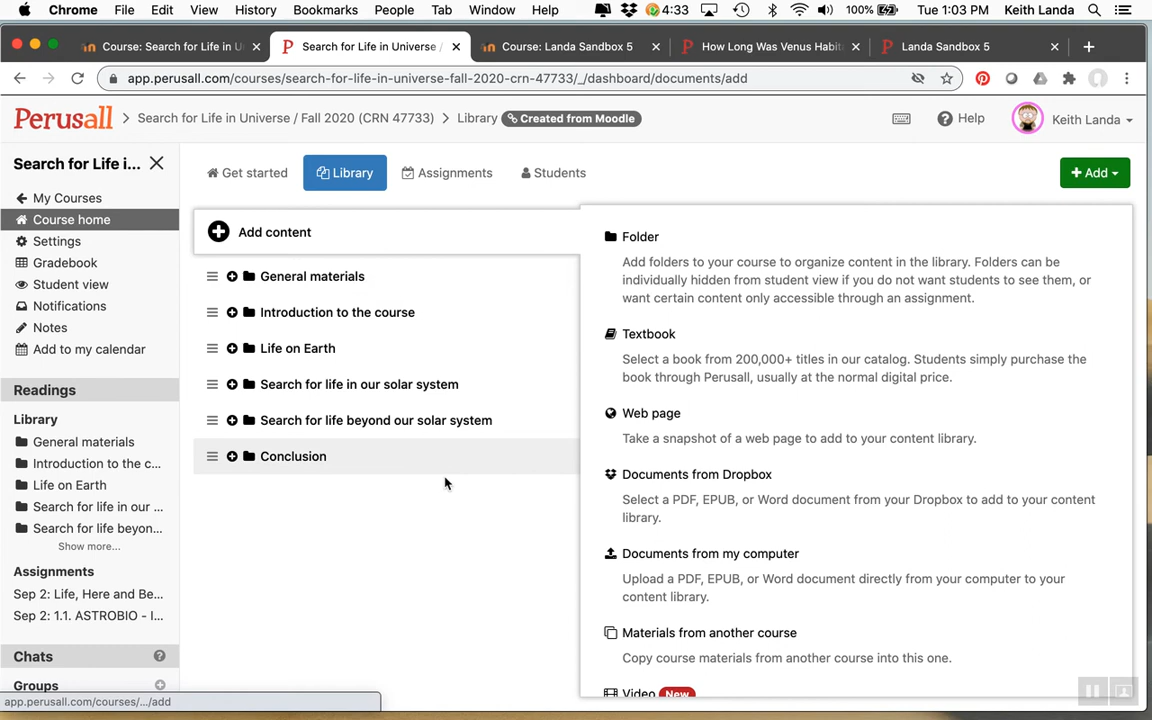 Chrome File Edit View History Bookmarks People Tab Window Help 4:33 100% Tue 1:03 PM Keith Landa
Course: Search for Life in U
Search for Life in Universe /
Course: Landa Sandbox 5
How Long Was Venus Habit
Landa Sandbox 5
app.perusall.com/courses/search-for-life-in-universe-fall-2020-crn-47733/_/dashboard/documents/add
Perusall Search for Life in Universe / Fall 2020 (CRN 47733) Library Created from Moodle Help Keith Landa
Search for Life i...
My Courses
Course home
Settings
Gradebook
Student view
Notifications
Notes
Add to my calendar
Readings
Library
General materials
Introduction to the c...
Life on Earth
Search for life in our ...
Search for life beyon...
Show more...
Assignments
Sep 2: Life, Here and Be...
Sep 2: 1.1. ASTROBIO - I...
Chats
Groups
app.perusall.com/courses/.../add
Get started Library Assignments Students + Add
Add content
General materials
Introduction to the course
Life on Earth
Search for life in our solar system
Search for life beyond our solar system
Conclusion
Folder
Add folders to your course to organize content in the library. Folders can be
individually hidden from student view if you do not want students to see them, or
want certain content only accessible through an assignment.
Textbook
Select a book from 200,000+ titles in our catalog. Students simply purchase the
book through Perusall, usually at the normal digital price.
Web page
Take a snapshot of a web page to add to your content library.
Documents from Dropbox
Select a PDF, EPUB, or Word document from your Dropbox to add to your content
library.
Documents from my computer
Upload a PDF, EPUB, or Word document directly from your computer to your
content library.
Materials from another course
Copy course materials from another course into this one.
Video New